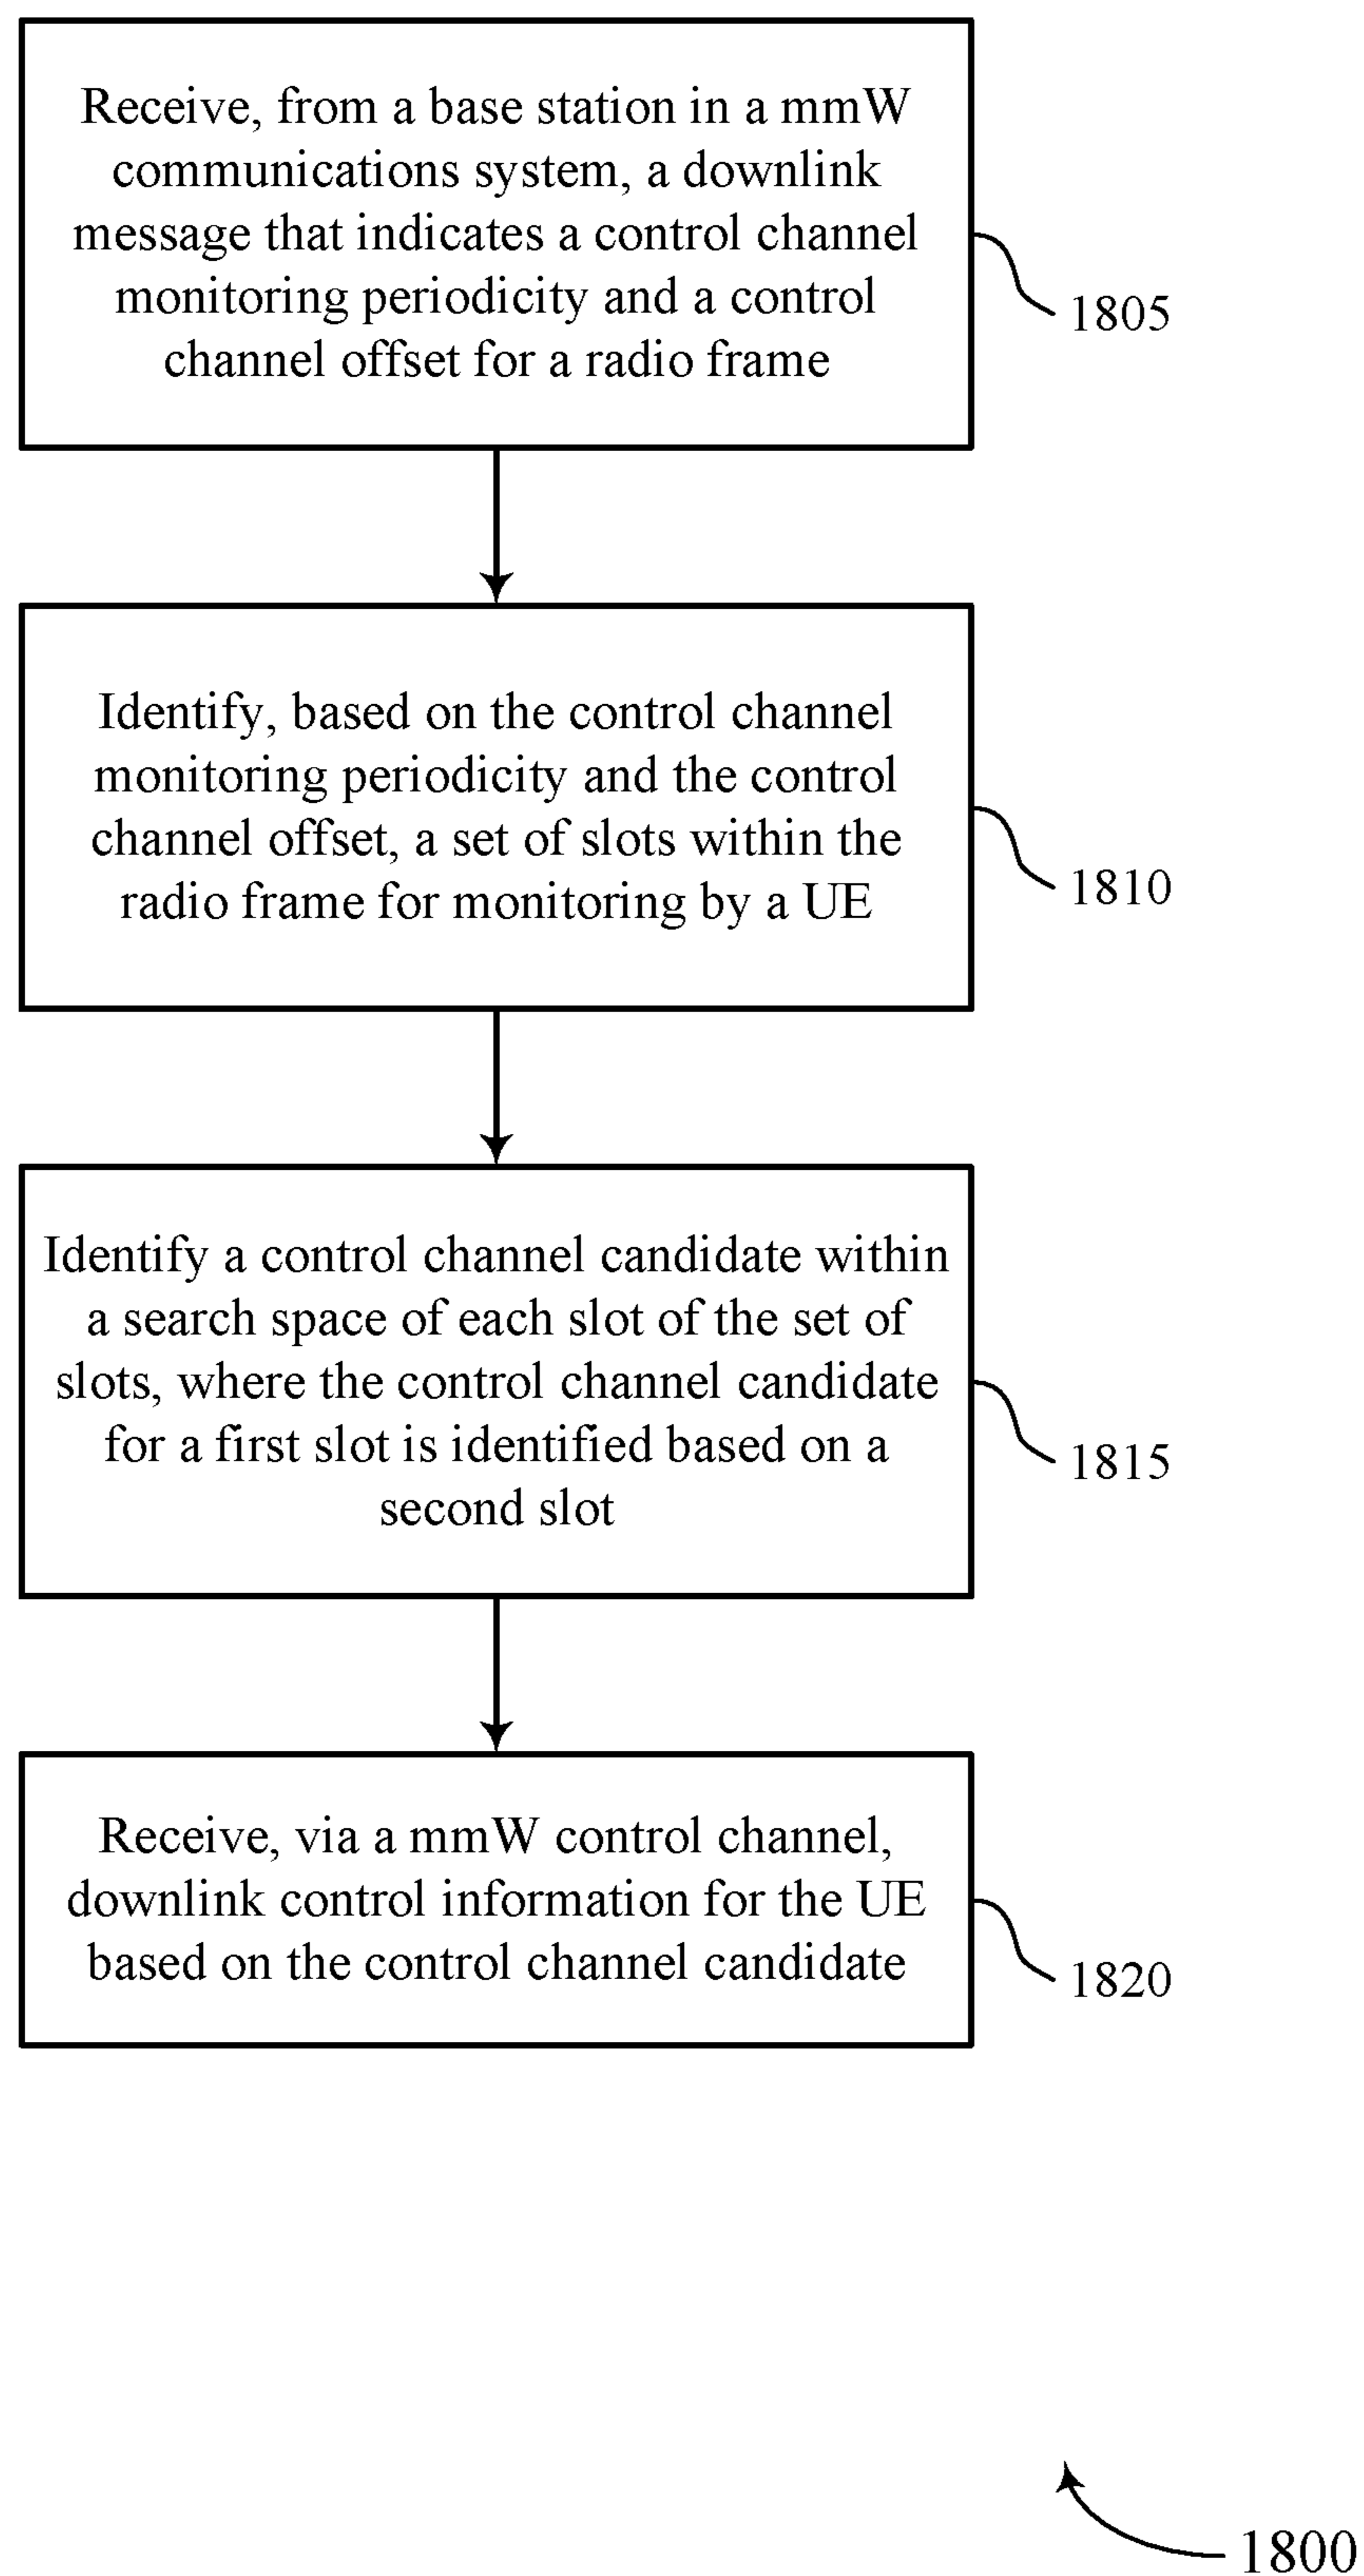 Receive, from a base station in a mmW
communications system, a downlink
message that indicates a control channel
monitoring periodicity and a control
channel offset for a radio frame
1805
Identify, based on the control channel
monitoring periodicity and the control
channel offset, a set of slots within the
radio frame for monitoring by a UE
1810
Identify a control channel candidate within
a search space of each slot of the set of
slots, where the control channel candidate
for a first slot is identified based on a
second slot
1815
Receive, via a mmW control channel,
downlink control information for the UE
based on the control channel candidate
1820
1800